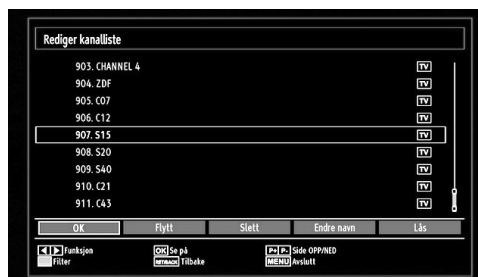 Rediger kanalliste
903. CHANNEL 4 TV
904. ZDF TV
905. C07 TV
906. C12 TV
907. S15 TV
908. S20 TV
909. S40 TV
910. C21 TV
911. C43 TV
OK Flytt Slett Endre navn Lås
Funksjon OK Se på P+ P- Side OPP/NED
Filter RETBACK Tilbake MENU Avslutt